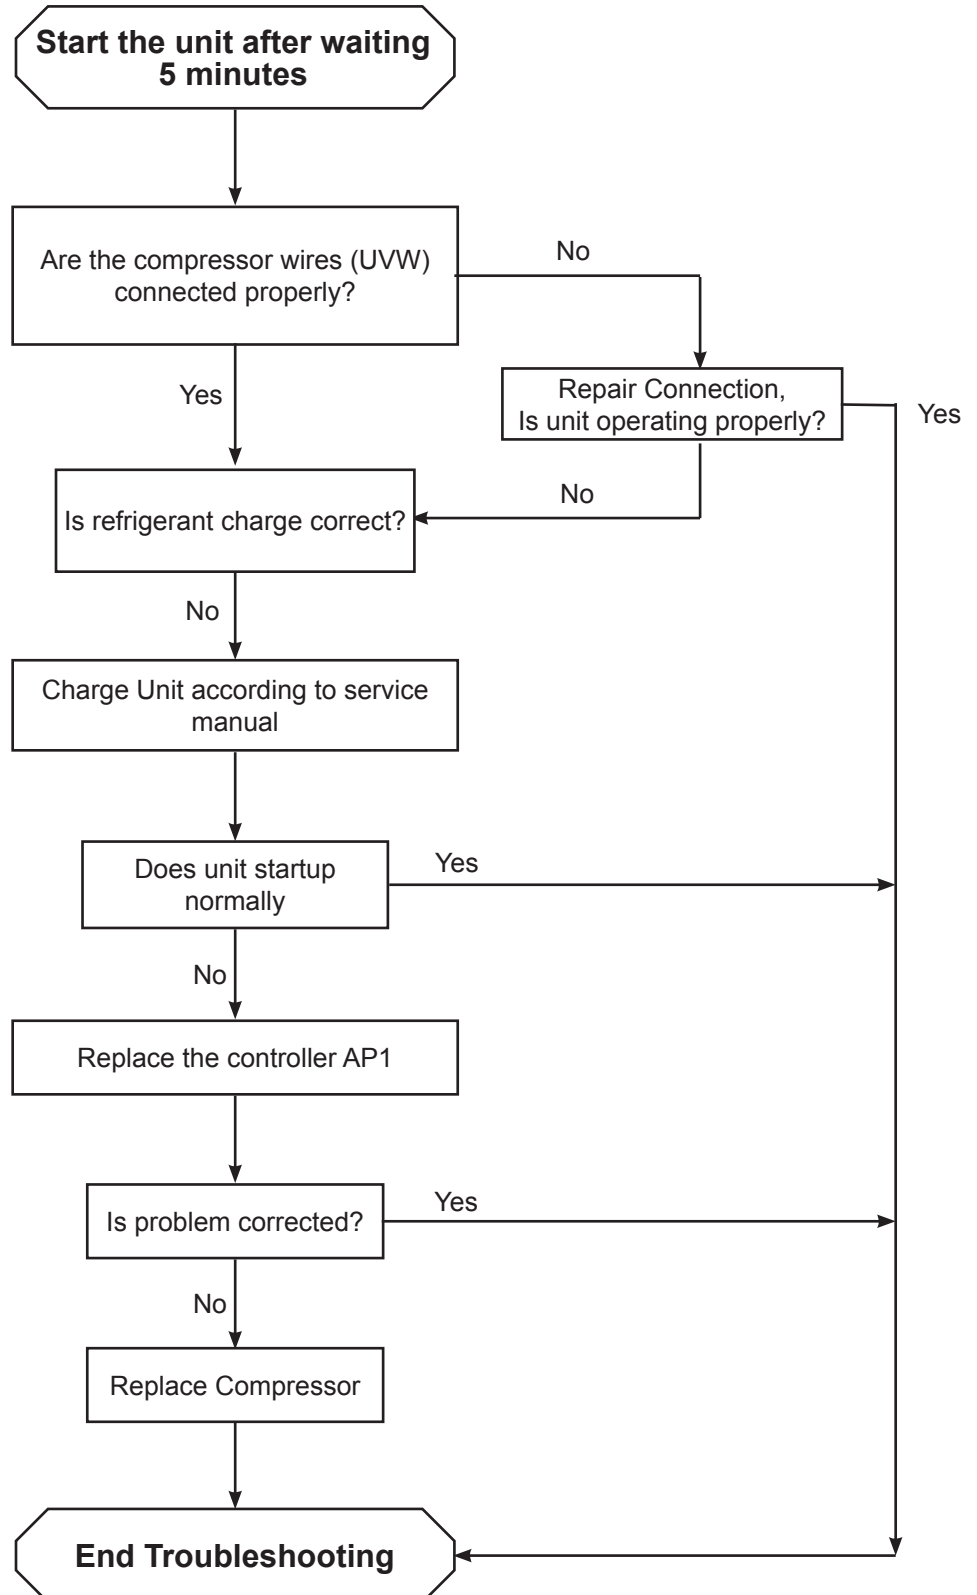 Start the unit after waiting
5 minutes
Are the compressor wires (UVW)
connected properly?
No
Yes
Repair Connection,
Is unit operating properly?
Yes
No
Is refrigerant charge correct?
No
Charge Unit according to service
manual
Does unit startup
normally
Yes
No
Replace the controller AP1
Is problem corrected?
Yes
No
Replace Compressor
End Troubleshooting